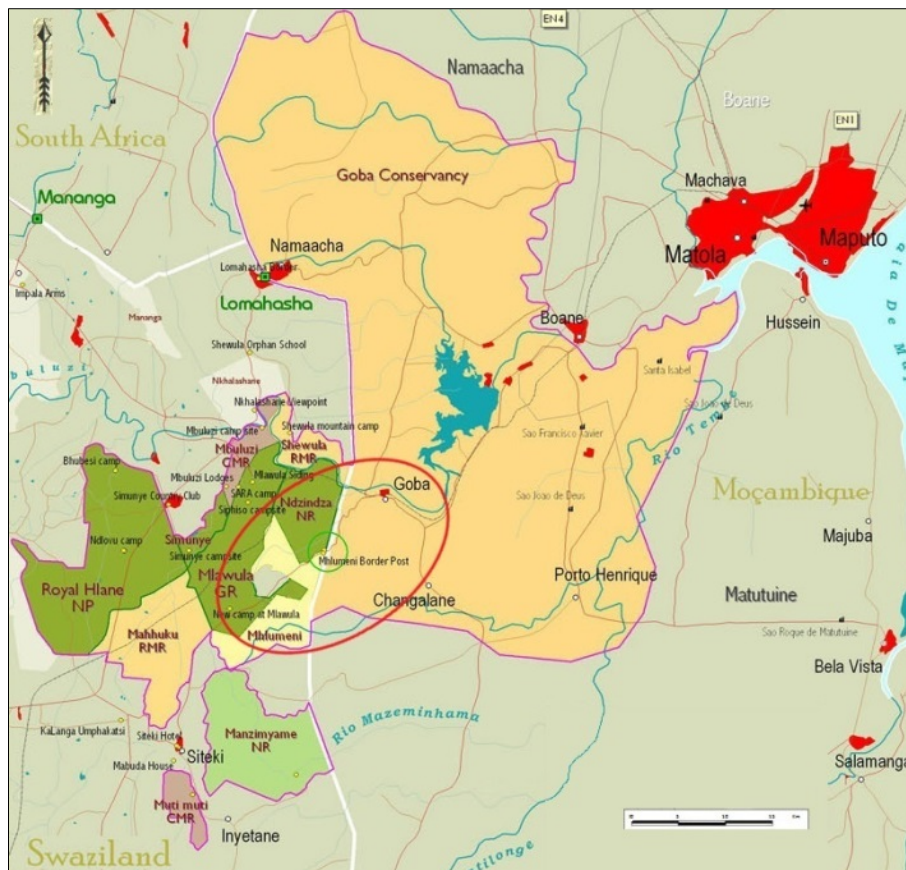 EN4
Namaacha
Boane
EN1
South Africa
Machava
Goba Conservancy
Mananga
Maputo
Matola
Namaacha
Lomahasha
Impala Arms
Mananga
Boane
Hussein
Shewula Orphan School
buluzi
Nkhalashane
Santa Isabel
Nkhalashane Viewpoint
Mbuluzi camp site
Shewula mountain camp
Sao Joao de Deus
Sao Francisco Xavier
Rio Tembe
Mbuluzi
CMR
Shewula
RMR
Bhubesi camp
Mbuluzi Lodges
Mlawula Siding
SARA camp
Goba
Simunye Country Club
Siphiso campsite
Ndzindza
NR
Sao Joao de Deus
Moçambique
Simunye
Majuba
Ndlovu camp
Simunye campsite
Mhlumeni Border Post
Royal Hlane
NP
Mlawula
GR
Porto Henrique
Changalane
Matutuine
New camp at Mlawula
Mahhuku
RMR
Mhlumeni
Sao Roque de Matutuine
Bela Vista
Rio Mazeminhama
KaLanga Umphakatsi
Siteki Hotel
Siteki
Manzimyame
NR
Mabuda House
Salamanga
Muti muti
CMR
Inyetane
Swaziland